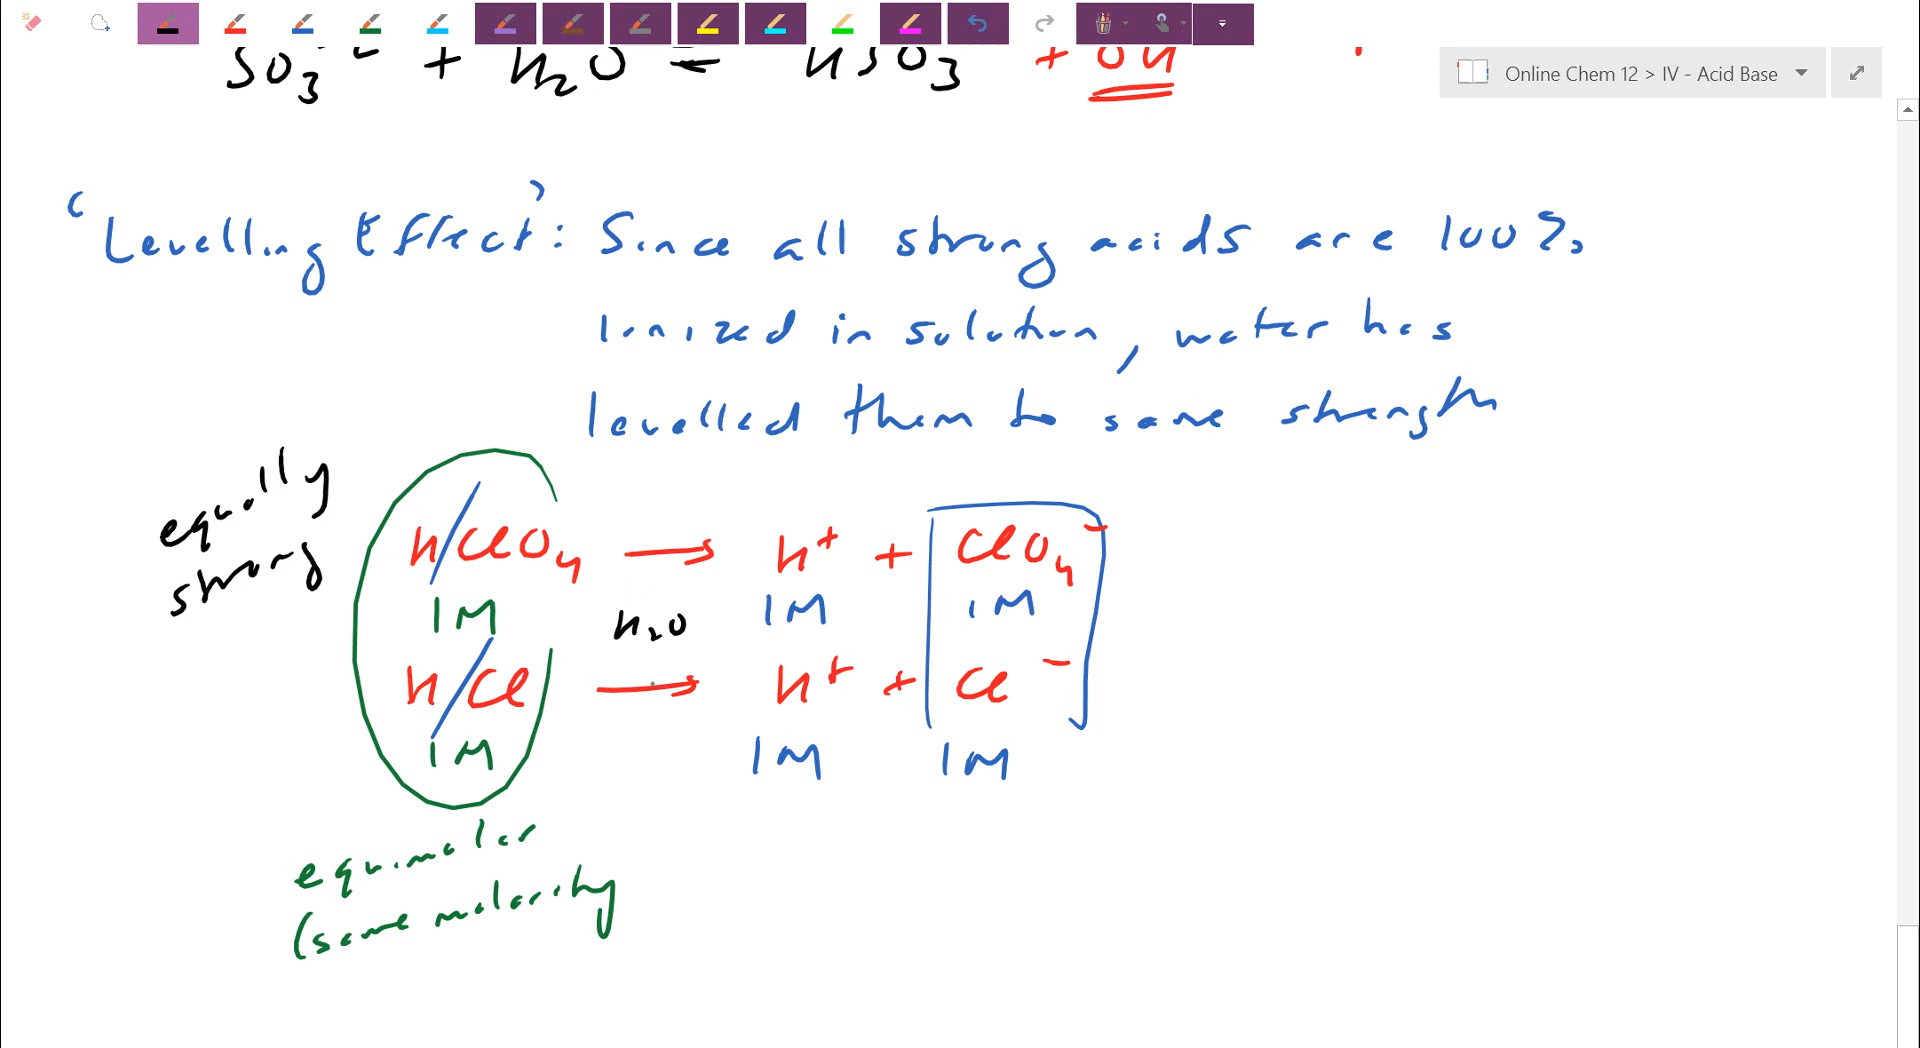 Online Chem 12 > IV - Acid Base
SO₃²⁻ + H₂O ⇌ HSO₃ + OH
"Levelling Effect": Since all strong acids are 100%
ionized in solution, water has
levelled them to same strength
equally
strong
HClO₄ → H⁺ + ClO₄⁻
1M 1M 1M
H₂O
HCl → H⁺ + Cl⁻
1M 1M 1M
equimolar
(same molarity